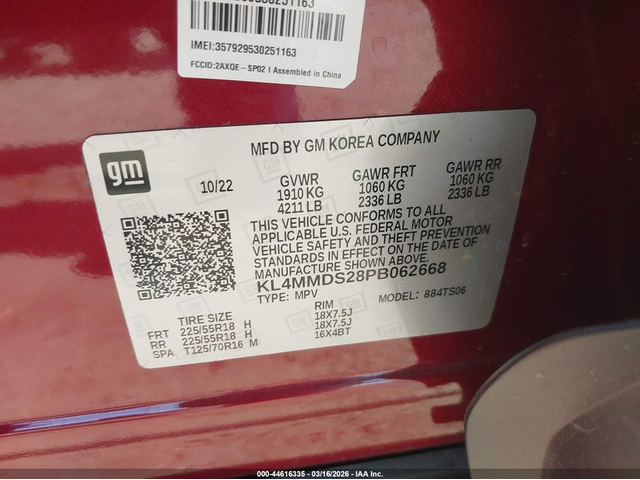 IMEI:357929530251163
FCCID:2AXQE-SP02 I Assembled in China
gm
MFD BY GM KOREA COMPANY
10/22
GVWR
1910 KG
4211 LB
GAWR FRT
1060 KG
2336 LB
GAWR RR
1060 KG
2336 LB
THIS VEHICLE CONFORMS TO ALL
APPLICABLE U.S. FEDERAL MOTOR
VEHICLE SAFETY AND THEFT PREVENTION
STANDARDS IN EFFECT ON THE DATE OF
MANUFACTURE SHOWN ABOVE.
KL4MMDS28PB062668
TYPE: MPV MODEL: 884TS06
TIRE SIZE RIM
FRT 225/55R18 H 18X7.5J
RR 225/55R18 H 18X7.5J
SPA T125/70R16 M 16X4BT
000-44616335 - 03/16/2026 - IAA Inc.